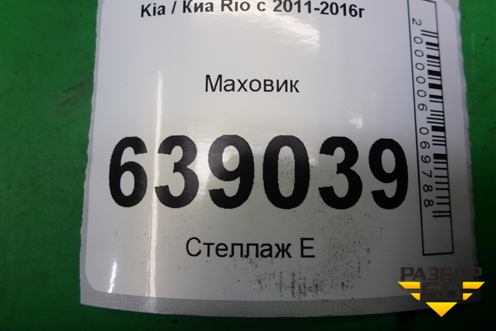 Kia / Киа Rio с 2011-2016г
Маховик
639039
Стеллаж Е
2000006069788
РАЗБОР